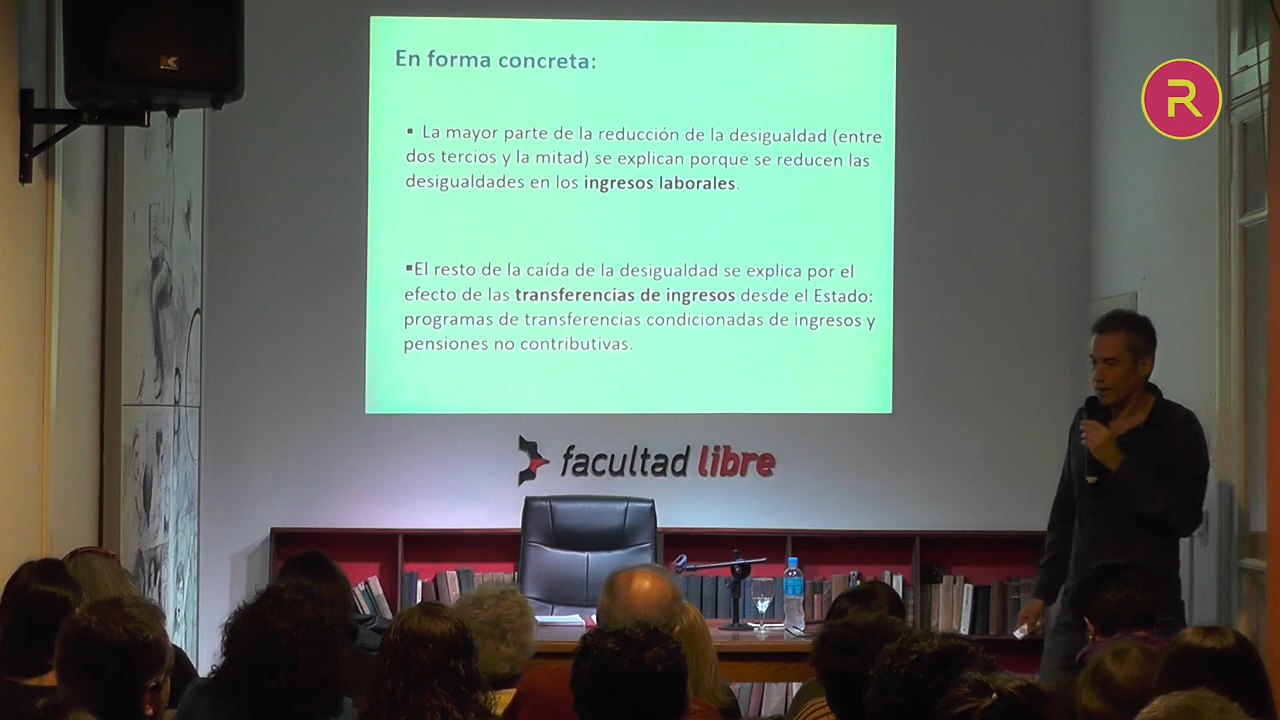 En forma concreta:
▪ La mayor parte de la reducción de la desigualdad (entre
dos tercios y la mitad) se explican porque se reducen las
desigualdades en los ingresos laborales.
▪El resto de la caída de la desigualdad se explica por el
efecto de las transferencias de ingresos desde el Estado:
programas de transferencias condicionadas de ingresos y
pensiones no contributivas.
facultad libre
R